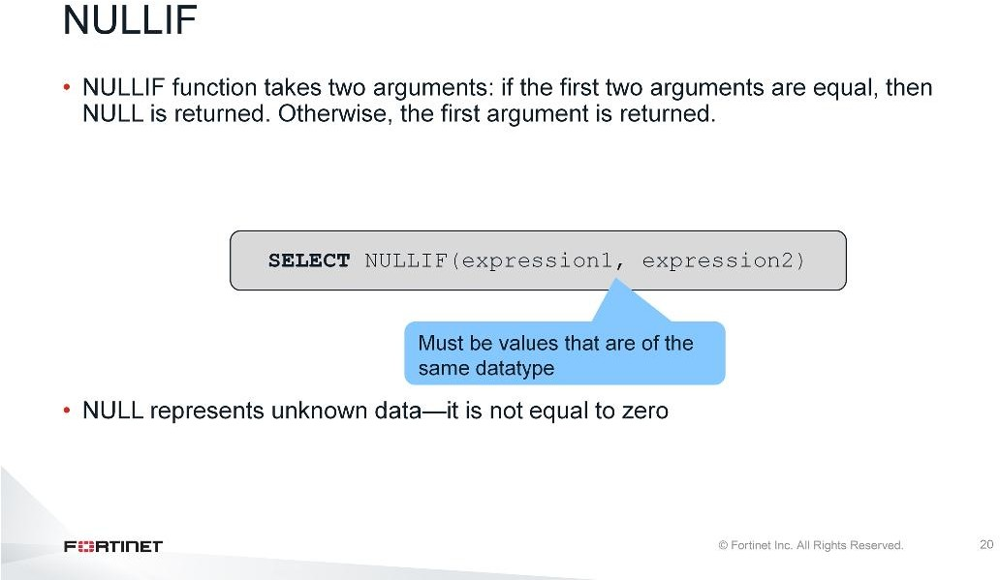 NULLIF
• NULLIF function takes two arguments: if the first two arguments are equal, then
NULL is returned. Otherwise, the first argument is returned.
SELECT NULLIF(expression1, expression2)
Must be values that are of the
same datatype
• NULL represents unknown data—it is not equal to zero
FORTINET
© Fortinet Inc. All Rights Reserved.
20